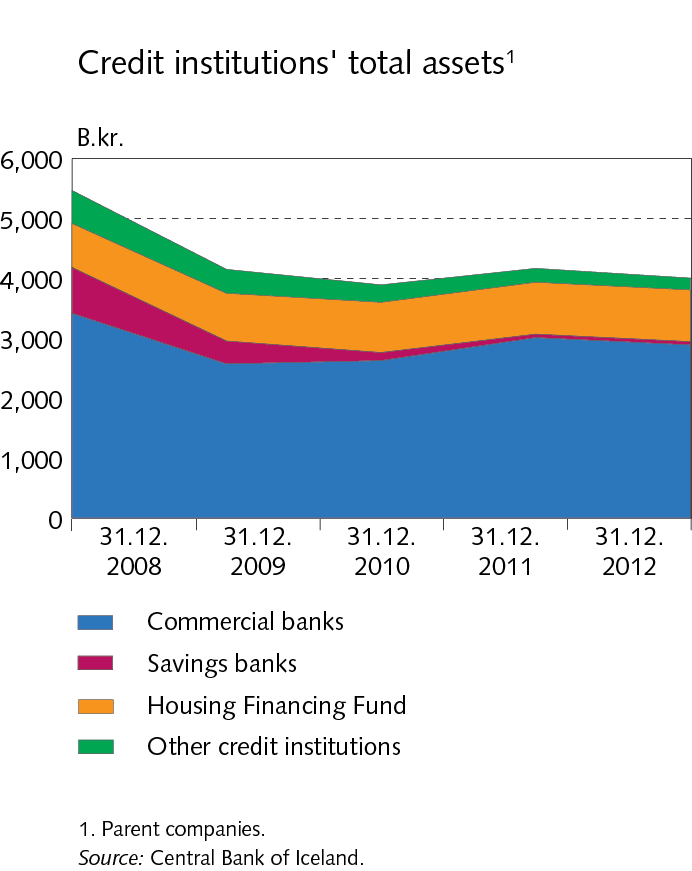 Credit institutions' total assets¹
B.kr.
6,000
5,000
4,000
3,000
2,000
1,000
0
31.12. 31.12. 31.12. 31.12. 31.12.
2008 2009 2010 2011 2012
Commercial banks
Savings banks
Housing Financing Fund
Other credit institutions
1. Parent companies.
Source: Central Bank of Iceland.